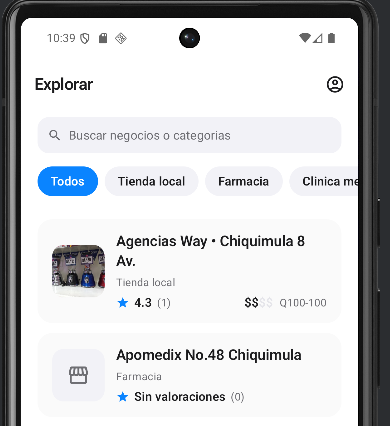 10:39
Explorar
Buscar negocios o categorias
Todos Tienda local Farmacia Clinica me
Agencias Way • Chiquimula 8
Av.
Tienda local
4.3 (1) $$$$ Q100-100
Apomedix No.48 Chiquimula
Farmacia
Sin valoraciones (0)